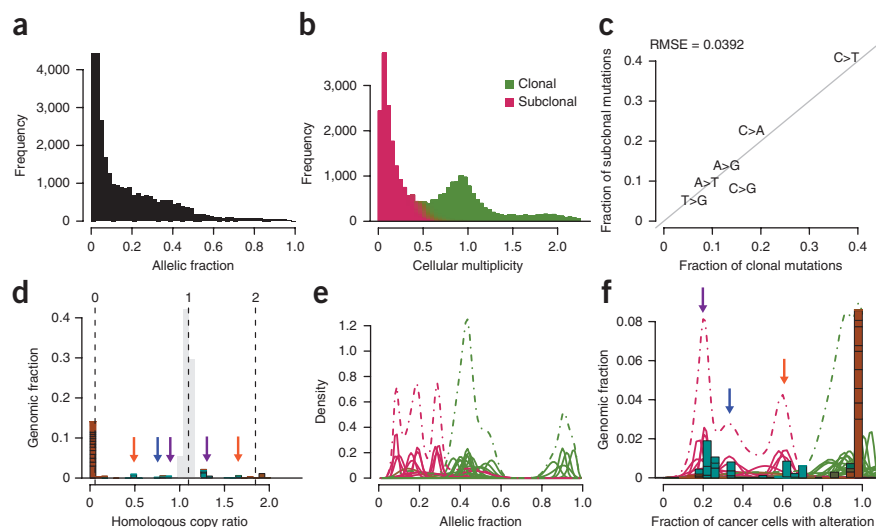 a
4,000
3,000
2,000
1,000
0
Frequency
0
0.2
0.4
0.6
0.8
1.0
Allelic fraction
b
Clonal
Subclonal
3,000
2,000
1,000
0
Frequency
0
0.5
1.0
1.5
2.0
Cellular multiplicity
c
RMSE = 0.0392
C>T
C>A
A>G
A>T
C>G
T>G
0.4
0.3
0.2
0.1
0
Fraction of subclonal mutations
0
0.1
0.2
0.3
0.4
Fraction of clonal mutations
d
0
1
2
0.4
0.3
0.2
0.1
0
Genomic fraction
0
0.5
1.0
1.5
2.0
Homologous copy ratio
e
1.2
1.0
0.8
0.6
0.4
0.2
0
Density
0
0.2
0.4
0.6
0.8
1.0
Allelic fraction
f
0.08
0.06
0.04
0.02
0
Genomic fraction
0
0.2
0.4
0.6
0.8
1.0
Fraction of cancer cells with alteration